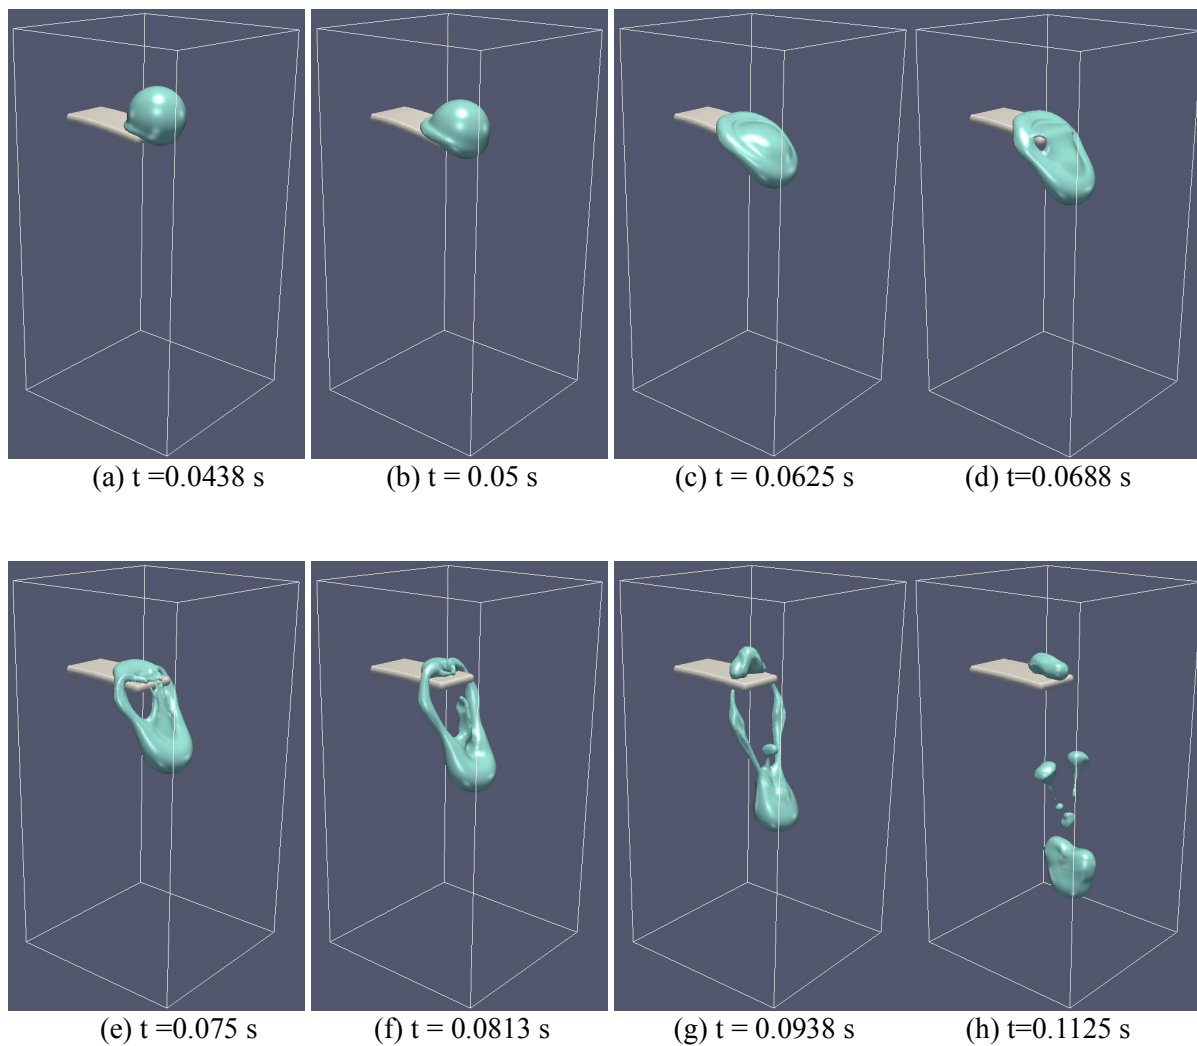 (a) t =0.0438 s
(b) t = 0.05 s
(c) t = 0.0625 s
(d) t=0.0688 s
(e) t =0.075 s
(f) t = 0.0813 s
(g) t = 0.0938 s
(h) t=0.1125 s